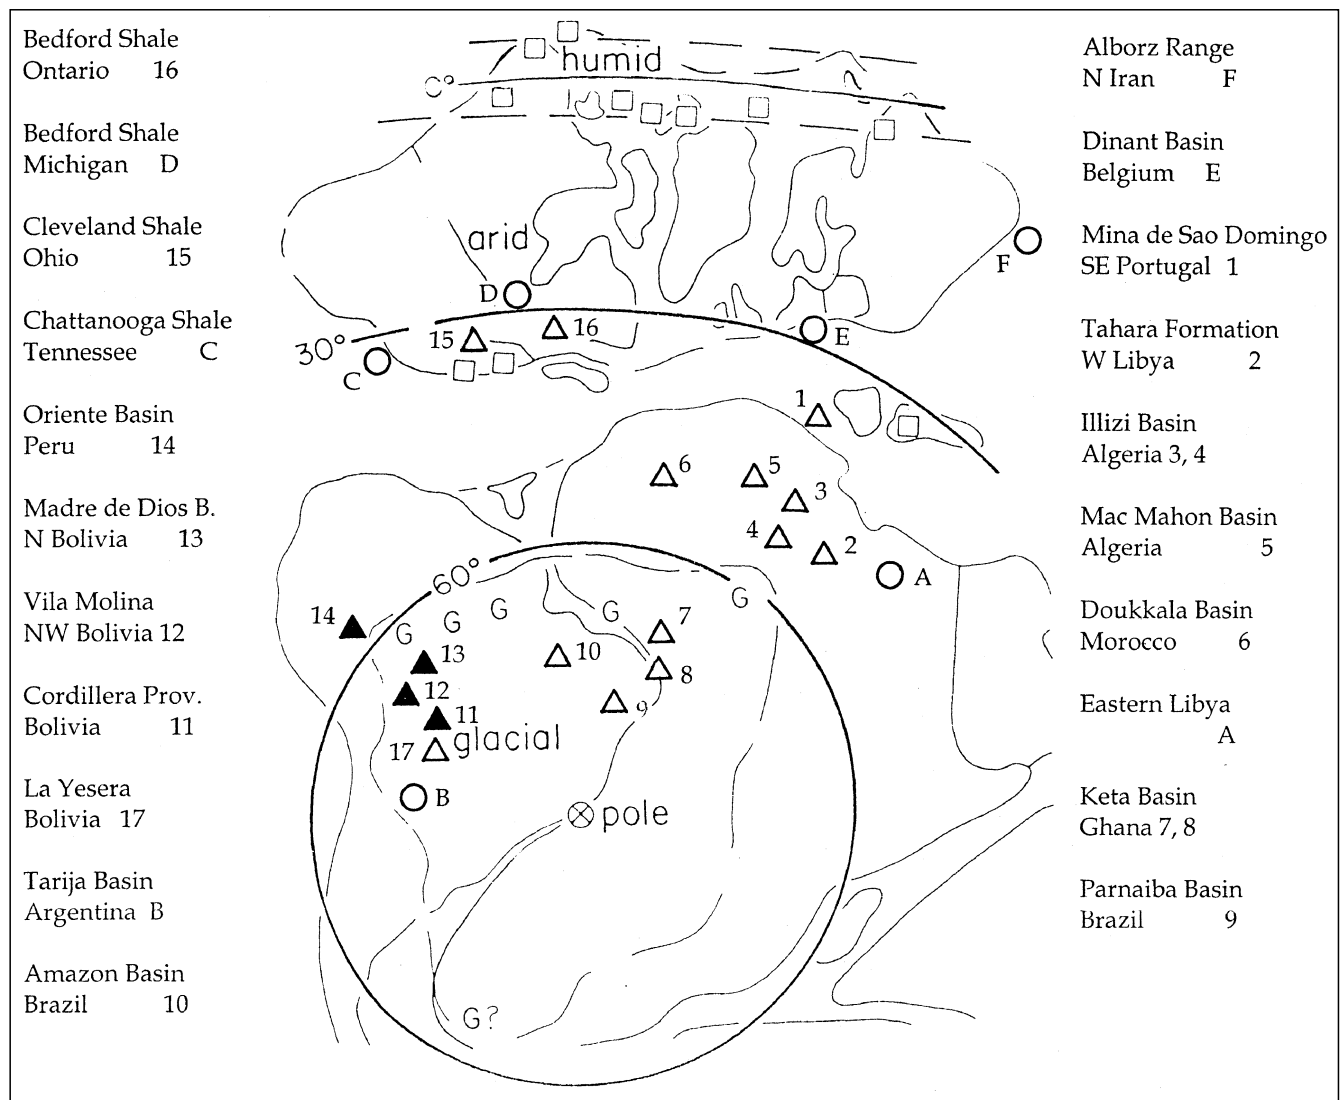 Bedford Shale
Ontario 16
Bedford Shale
Michigan D
Cleveland Shale
Ohio 15
Chattanooga Shale
Tennessee C
Oriente Basin
Peru 14
Madre de Dios B.
N Bolivia 13
Vila Molina
NW Bolivia 12
Cordillera Prov.
Bolivia 11
La Yesera
Bolivia 17
Tarija Basin
Argentina B
Amazon Basin
Brazil 10
humid
0°
arid
D
F
30°
15
16
E
C
1
6
5
3
4
2
A
60°
14
G
G
G
G
G
7
13
10
8
12
9
11
17
glacial
B
pole
G?
Alborz Range
N Iran F
Dinant Basin
Belgium E
Mina de Sao Domingo
SE Portugal 1
Tahara Formation
W Libya 2
Illizi Basin
Algeria 3, 4
Mac Mahon Basin
Algeria 5
Doukkala Basin
Morocco 6
Eastern Libya
A
Keta Basin
Ghana 7, 8
Parnaiba Basin
Brazil 9